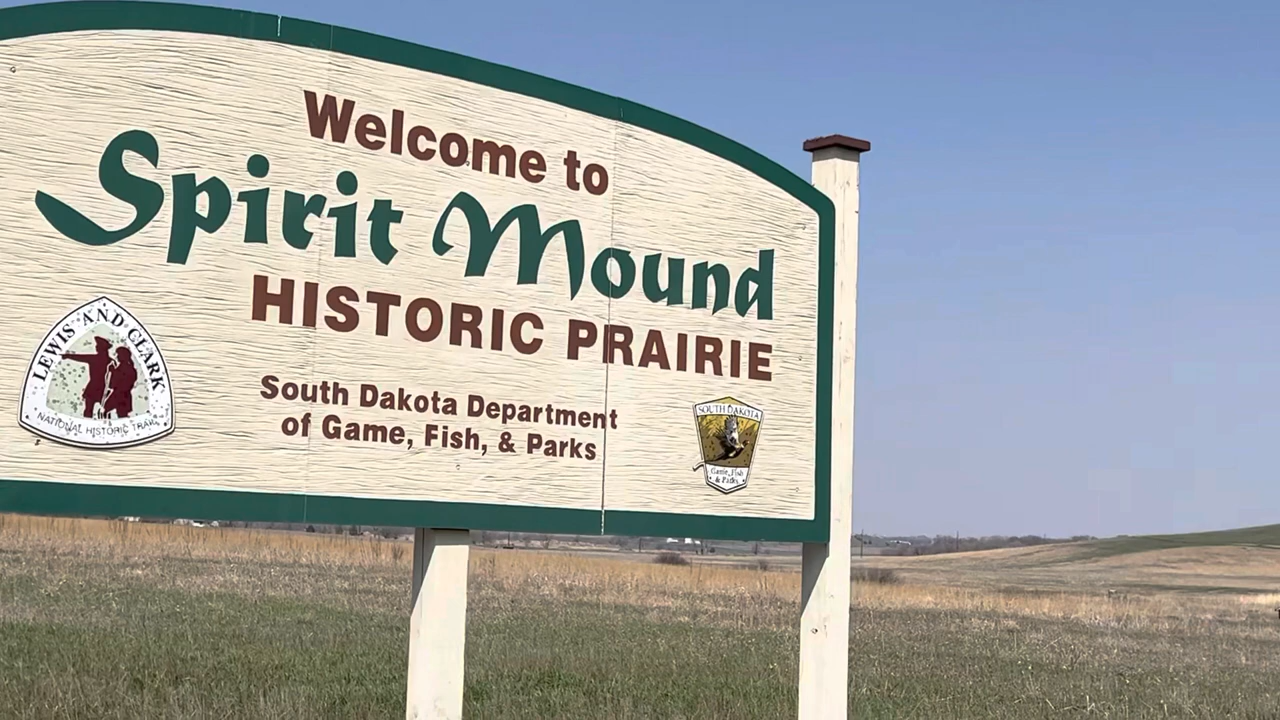 Welcome to
Spirit Mound
HISTORIC PRAIRIE
South Dakota Department
of Game, Fish, & Parks
LEWIS AND CLARK
NATIONAL HISTORIC TRAIL
SOUTH DAKOTA
Game, Fish
& Parks